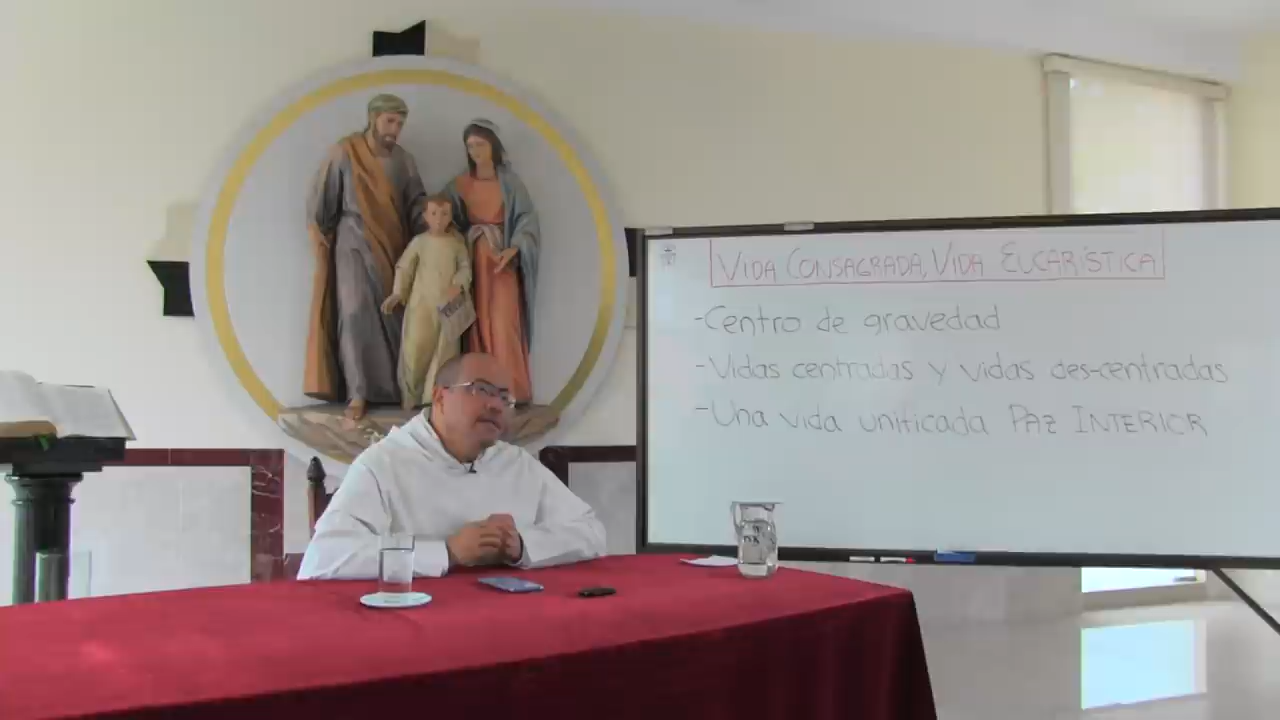 VIDA CONSAGRADA, VIDA EUCARÍSTICA
-Centro de gravedad
-Vidas centradas y vidas des-centradas
-Una vida unificada PAZ INTERIOR